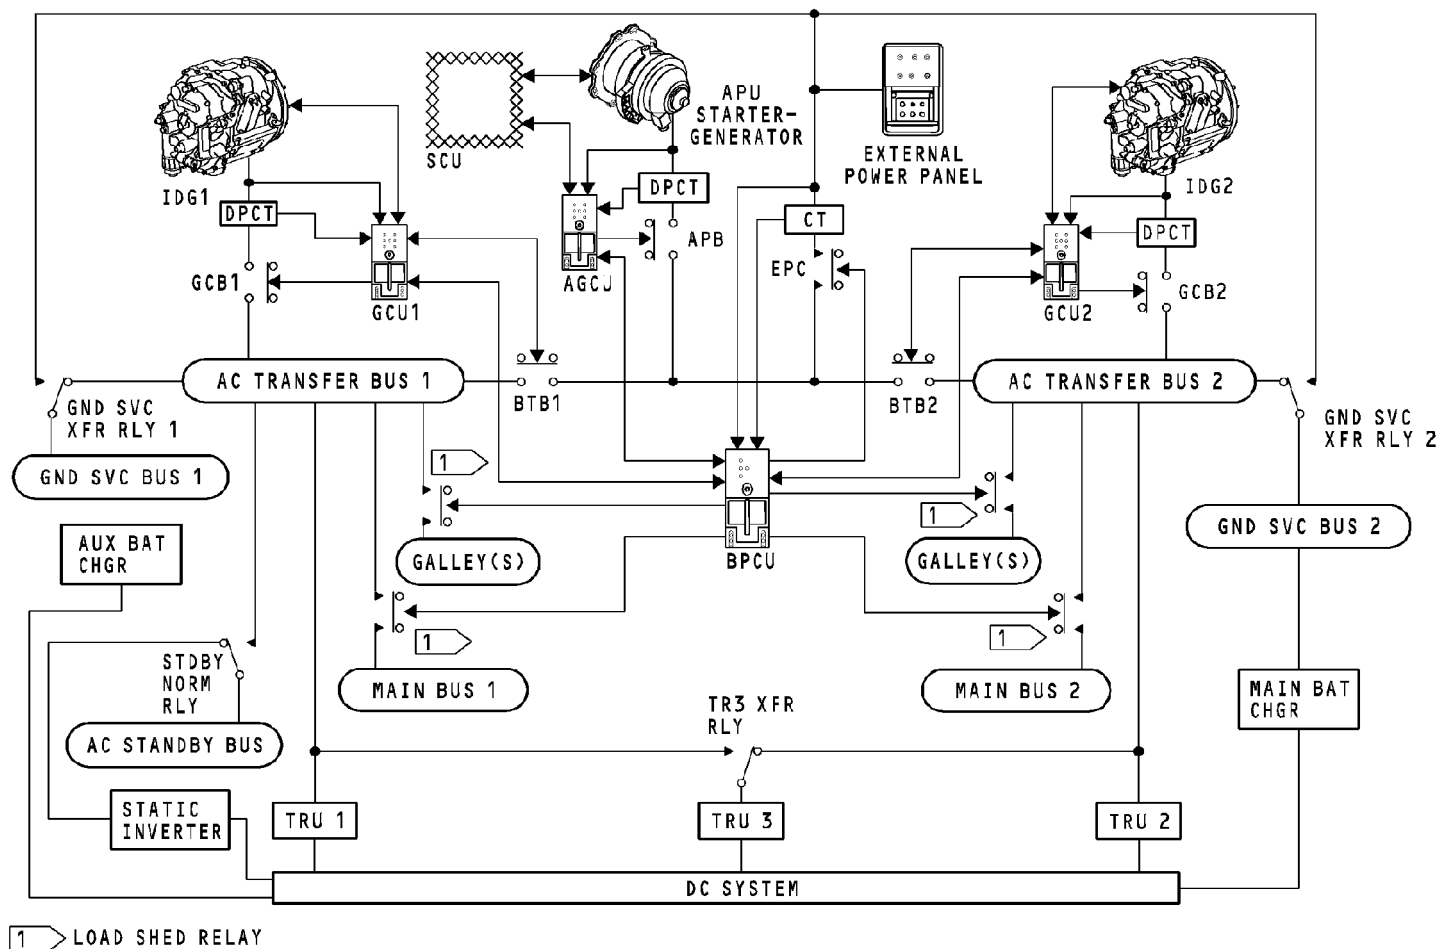 SCU
APU
STARTER-
GENERATOR
EXTERNAL
POWER PANEL
IDG1
IDG2
DPCT
DPCT
CT
DPCT
GCB1
GCU1
AGCU
APB
EPC
GCU2
GCB2
AC TRANSFER BUS 1
BTB1
BTB2
AC TRANSFER BUS 2
GND SVC
XFR RLY 1
GND SVC
XFR RLY 2
GND SVC BUS 1
1
1
GND SVC BUS 2
AUX BAT
CHGR
GALLEY(S)
BPCU
GALLEY(S)
1
1
STDBY
NORM
RLY
MAIN BUS 1
MAIN BUS 2
MAIN BAT
CHGR
TR3 XFR
RLY
AC STANDBY BUS
STATIC
INVERTER
TRU 1
TRU 3
TRU 2
DC SYSTEM
1 LOAD SHED RELAY